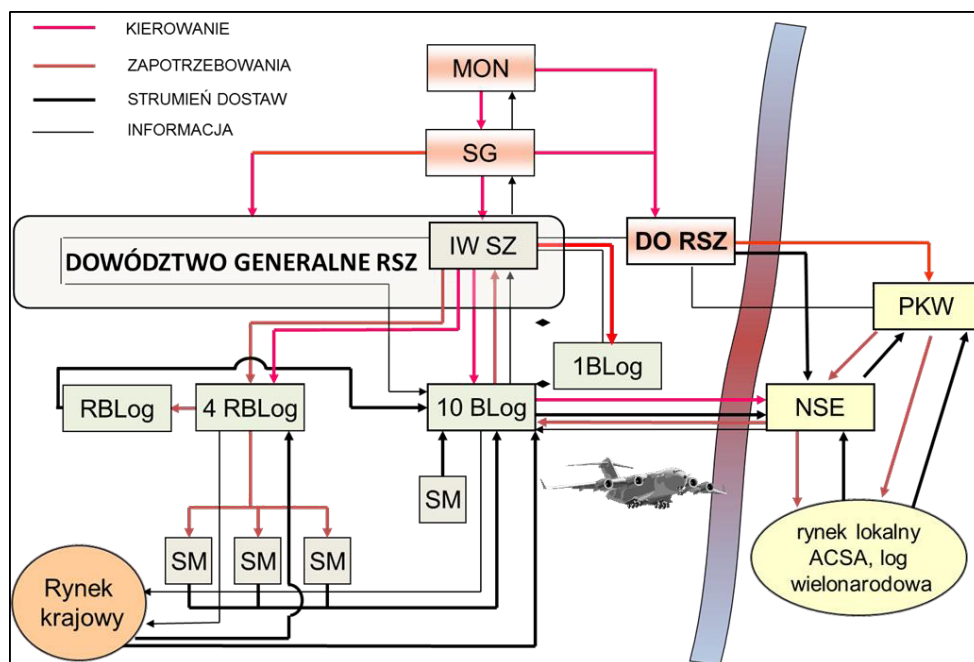 KIEROWANIE
ZAPOTRZEBOWANIA
STRUMIEŃ DOSTAW
INFORMACJA
MON
SG
IW SZ
DOWÓDZTWO GENERALNE RSZ
DO RSZ
PKW
1BLog
RBLog
4 RBLog
10 BLog
NSE
SM
SM
SM
SM
Rynek
krajowy
rynek lokalny
ACSA, log
wielonarodowa